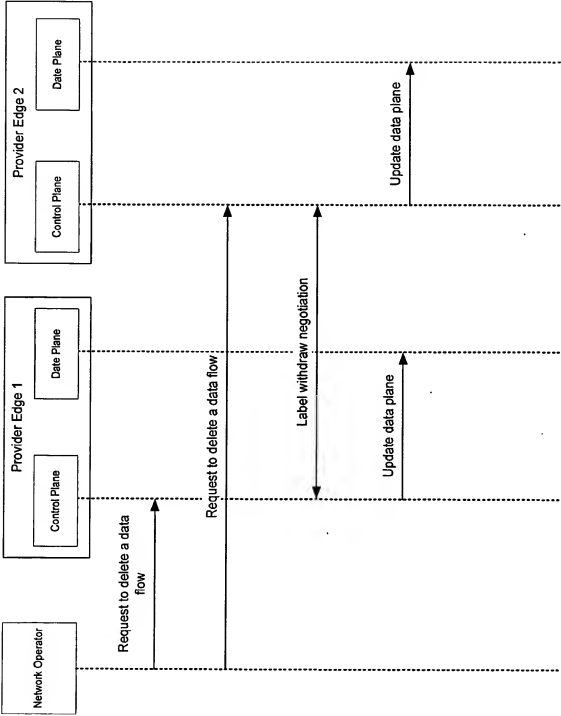 Network Operator
Provider Edge 1
Control Plane
Date Plane
Provider Edge 2
Control Plane
Date Plane
Request to delete a data
flow
Request to delete a data flow
Label withdraw negotiation
Update data plane
Update data plane